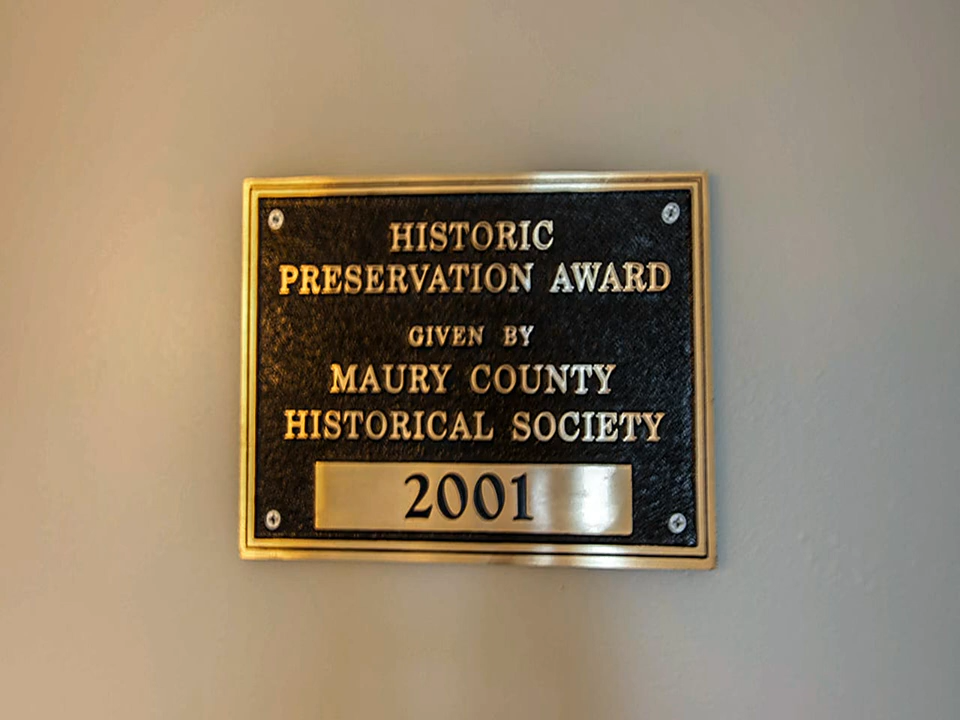 HISTORIC
PRESERVATION AWARD
GIVEN BY
MAURY COUNTY
HISTORICAL SOCIETY
2001